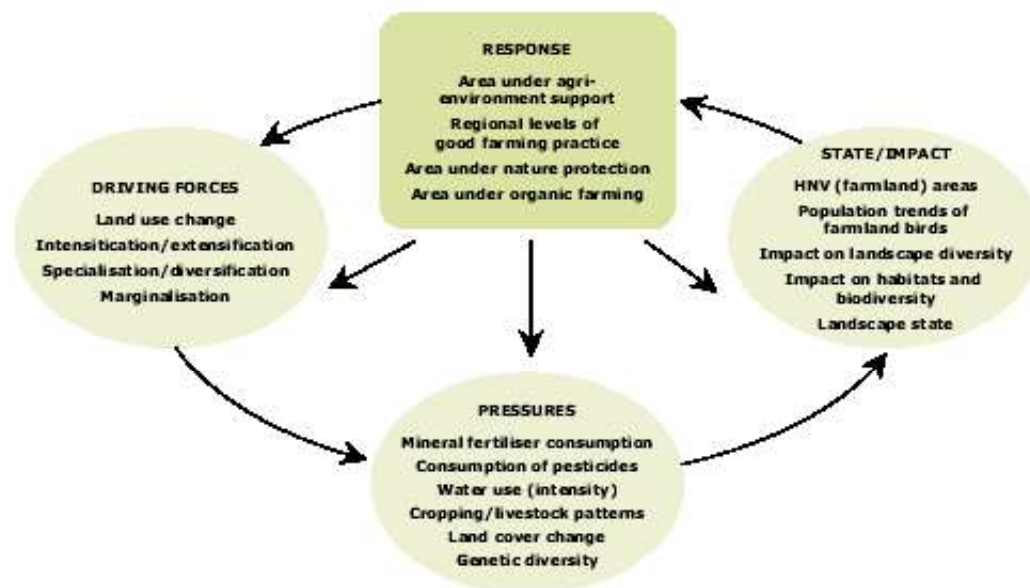 RESPONSE
Area under agri-
environment support
Regional levels of
good farming practice
Area under nature protection
Area under organic farming
DRIVING FORCES
Land use change
Intensitication/extensification
Specialisation/diversification
Marginalisation
STATE/IMPACT
HNV (farmland) areas
Population trends of
farmland birds
Impact on landscape diversity
Impact on habitats and
biodiversity
Landscape state
PRESSURES
Mineral fertiliser consumption
Consumption of pesticides
Water use (intensity)
Cropping/livestock patterns
Land cover change
Genetic diversity